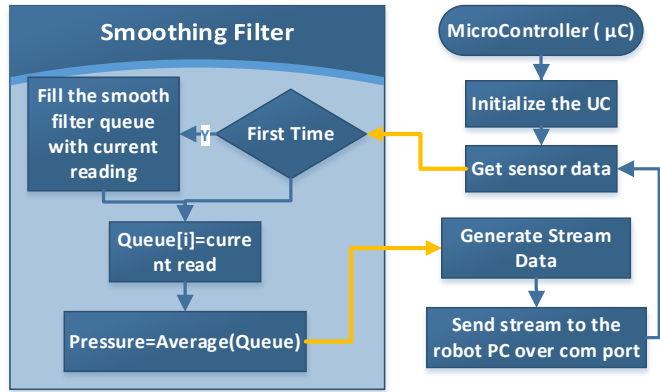 Smoothing Filter
Fill the smooth
filter queue
with current
reading
Y
First Time
Queue[i]=curre
nt read
Pressure=Average(Queue)
MicroController ( µC)
Initialize the UC
Get sensor data
Generate Stream
Data
Send stream to the
robot PC over com port